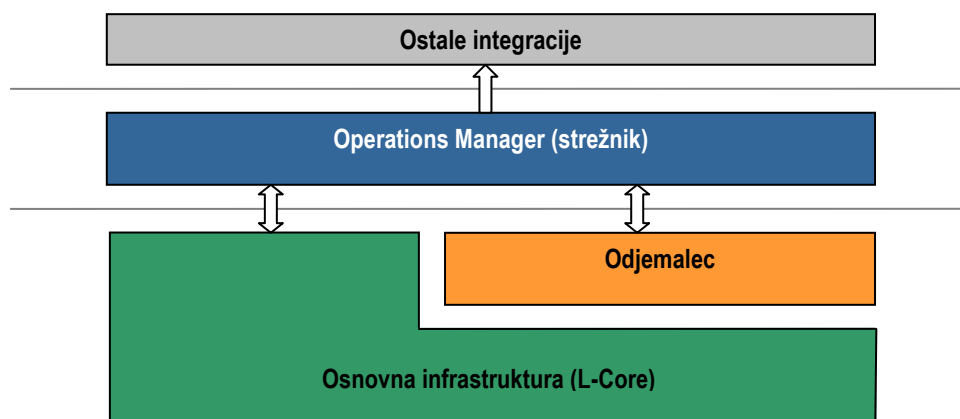 Ostale integracije
Operations Manager (strežnik)
Odjemalec
Osnovna infrastruktura (L-Core)